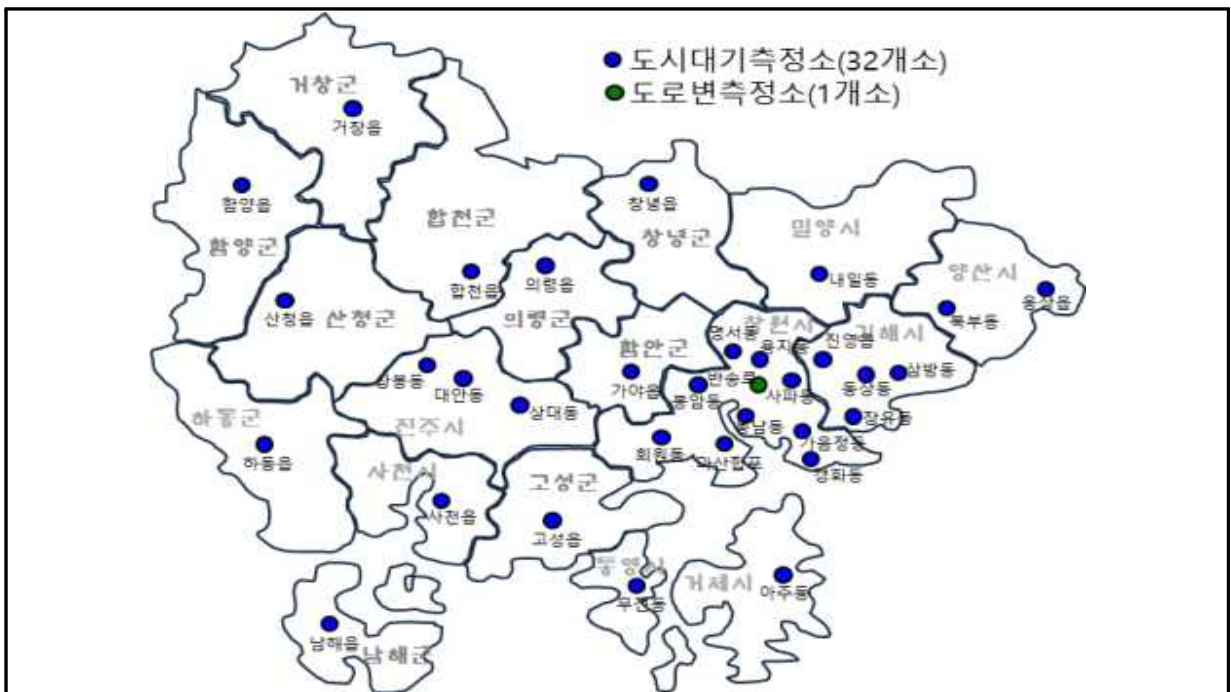 도시대기측정소(32개소)
도로변측정소(1개소)
거창군
거창읍
함양읍
함양군
합천군
합천읍
창녕읍
창녕군
밀양시
내일동
양산시
웅상읍
북부동
산청읍
산청군
의령읍
의령군
함안군
가야읍
창원시
명서동
용지동
반송로
봉암동
사파동
김해시
진영읍
동상동
삼방동
장유동
대안동
상대동
진주시
하동군
하동읍
사천시
사천읍
회원동
마산합포
가음정동
경화동
고성군
고성읍
통영시
무전동
거제시
아주동
남해읍
남해군